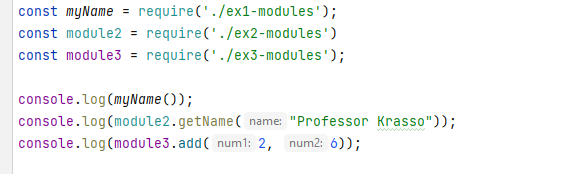 const myName = require('./ex1-modules');
const module2 = require('./ex2-modules')
const module3 = require('./ex3-modules');
console.log(myName());
console.log(module2.getName( name: "Professor Krasso"));
console.log(module3.add( num1: 2, num2: 6));